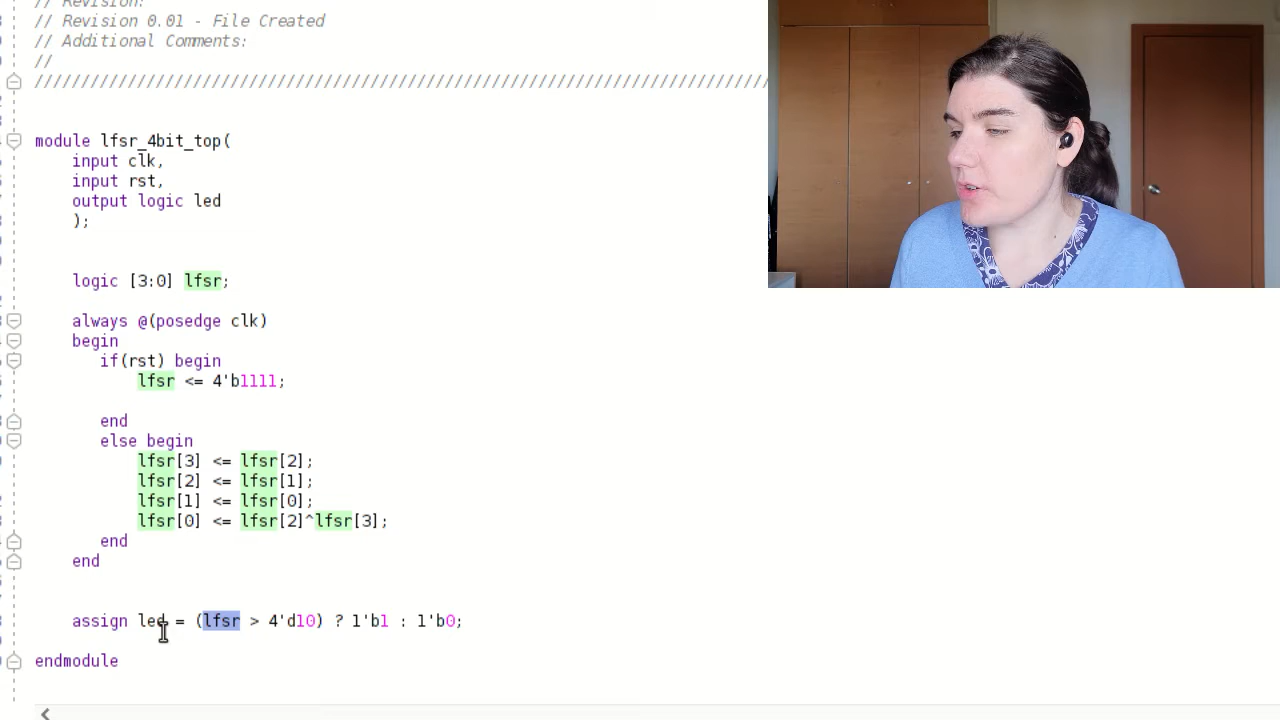 // Revision:
// Revision 0.01 - File Created
// Additional Comments:
//
////////////////////////////////////////////////////////////////////////////////
module lfsr_4bit_top(
input clk,
input rst,
output logic led
);
logic [3:0] lfsr;
always @(posedge clk)
begin
if(rst) begin
lfsr <= 4'b1111;
end
else begin
lfsr[3] <= lfsr[2];
lfsr[2] <= lfsr[1];
lfsr[1] <= lfsr[0];
lfsr[0] <= lfsr[2]^lfsr[3];
end
end
assign led = (lfsr > 4'd10) ? 1'b1 : 1'b0;
endmodule